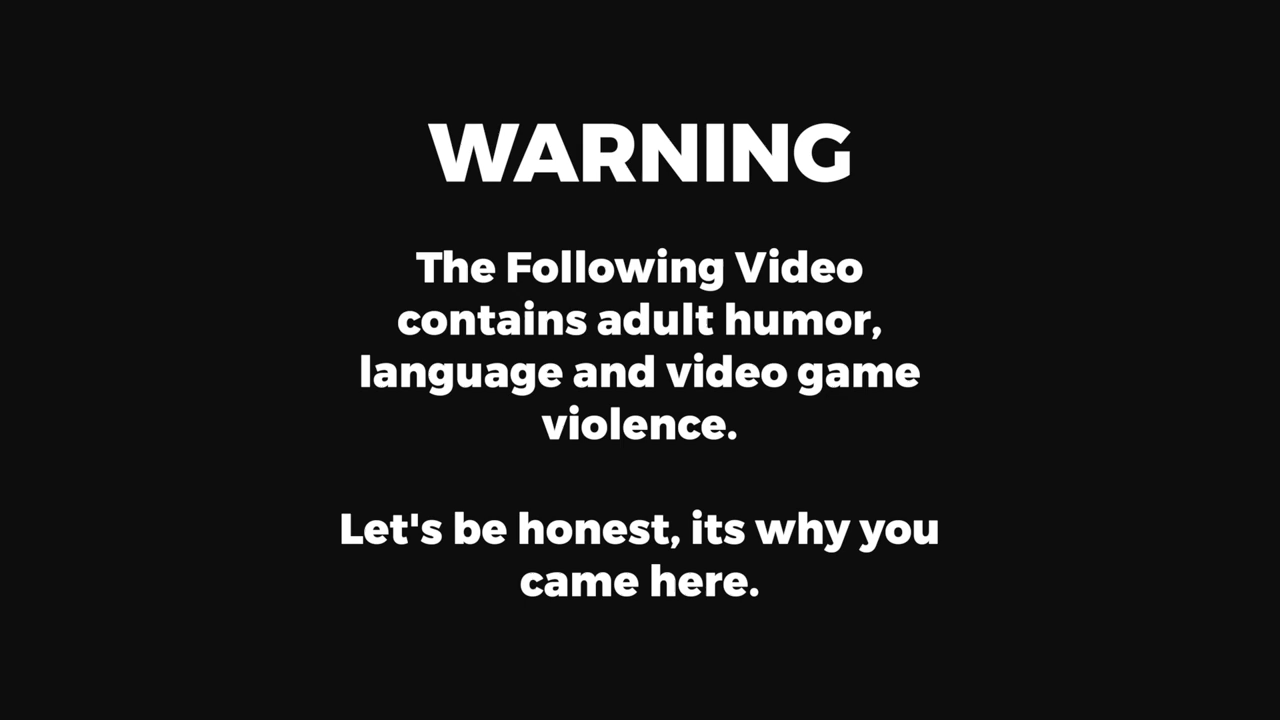 WARNING
The Following Video
contains adult humor,
language and video game
violence.
Let's be honest, its why you
came here.